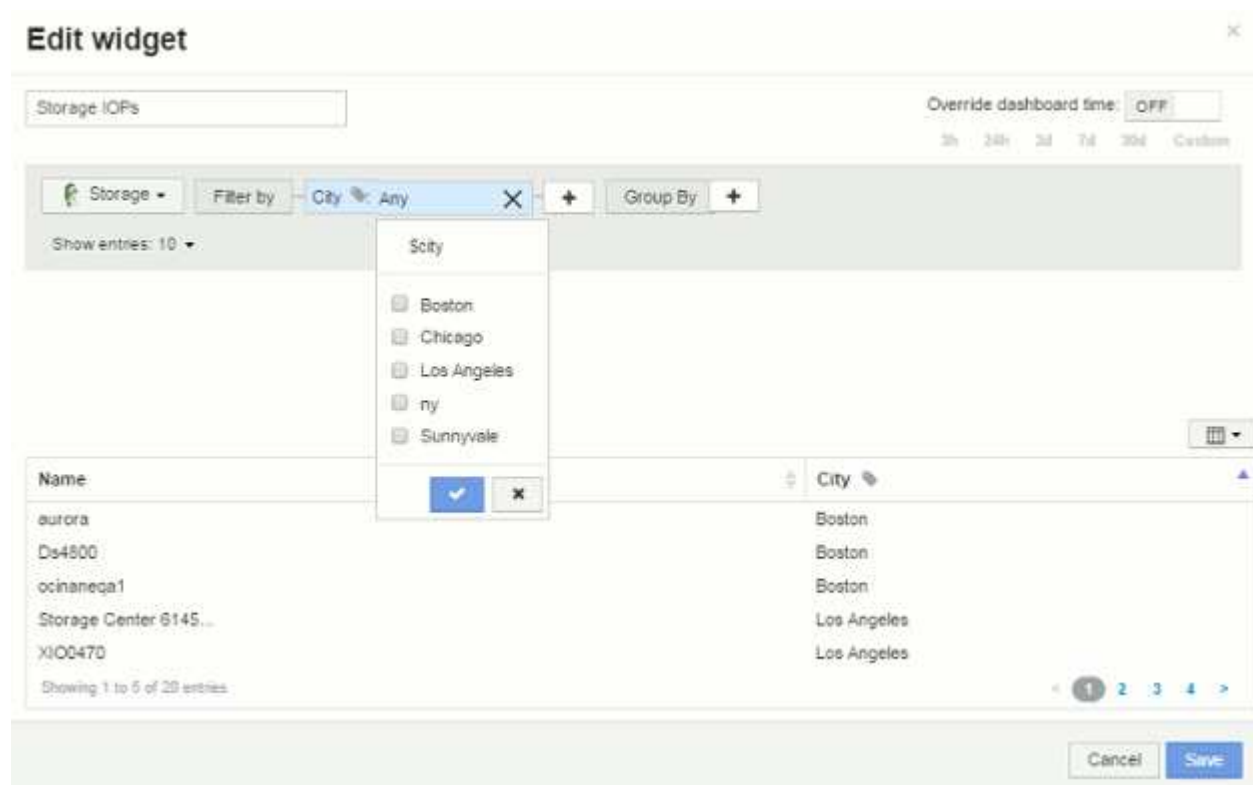 Edit widget
Storage IOPs
Override dashboard time: OFF
3h 24h 3d 7d 30d Custom
Storage Filter by City Any + Group By +
Show entries: 10
$city
Boston
Chicago
Los Angeles
ny
Sunnyvale
Name City
aurora Boston
Ds4800 Boston
ocinaneqa1 Boston
Storage Center 6145... Los Angeles
XIO0470 Los Angeles
Showing 1 to 5 of 20 entries < 1 2 3 4 >
Cancel Save